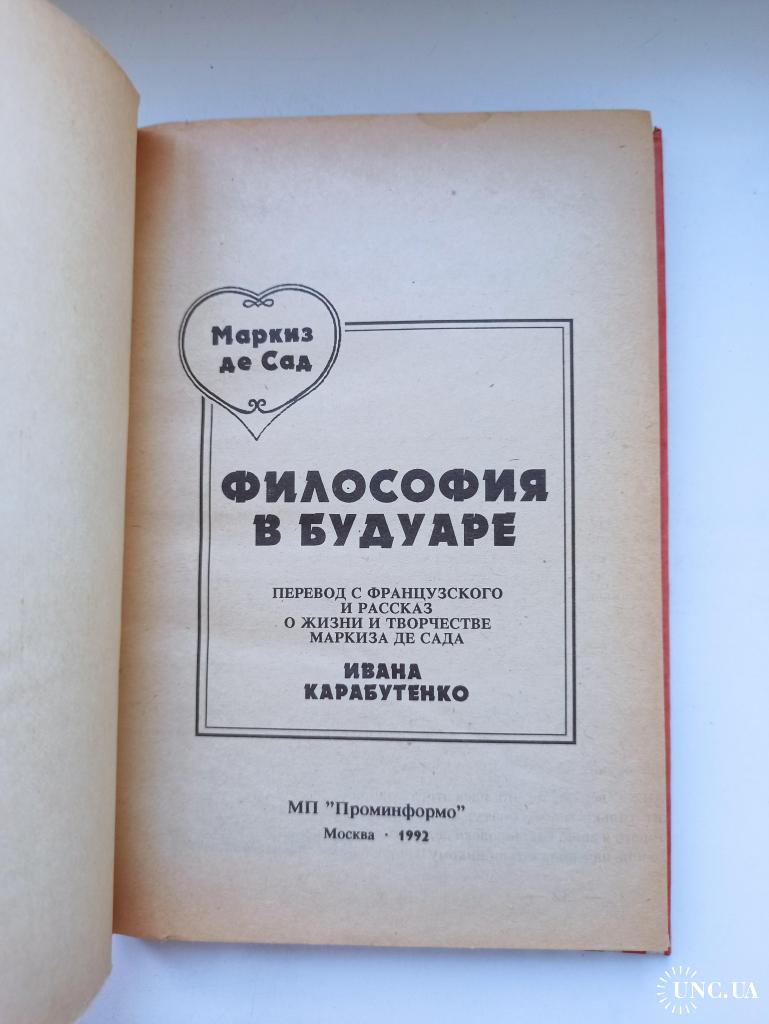 Маркиз
де Сад
ФИЛОСОФИЯ
В БУДУАРЕ
ПЕРЕВОД С ФРАНЦУЗСКОГО
И РАССКАЗ
О ЖИЗНИ И ТВОРЧЕСТВЕ
МАРКИЗА ДЕ САДА
ИВАНА
КАРАБУТЕНКО
МП "Проминформо"
Москва · 1992
UNC.UA